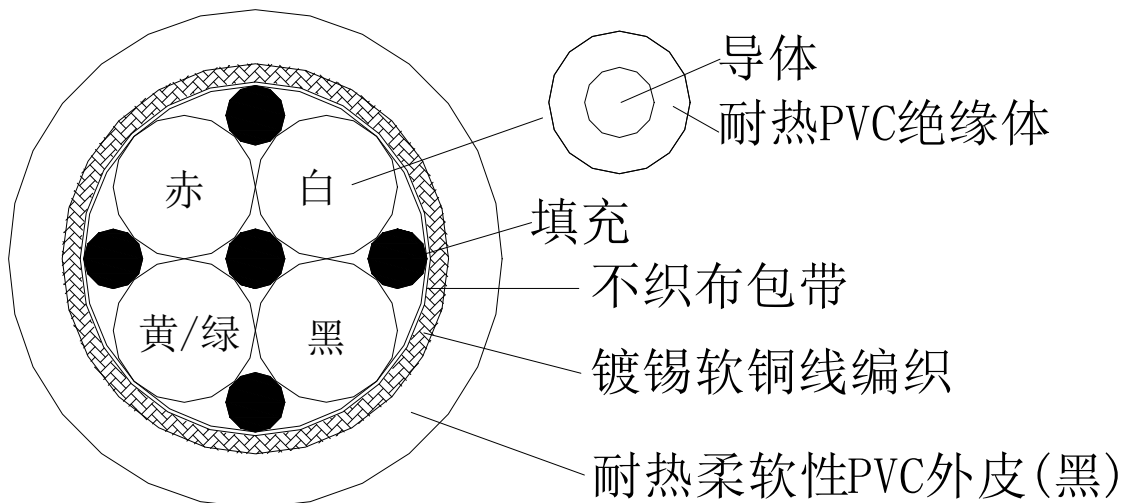 导体
耐热PVC绝缘体
赤
白
填充
不织布包带
黄/绿
黑
镀锡软铜线编织
耐热柔软性PVC外皮(黑)